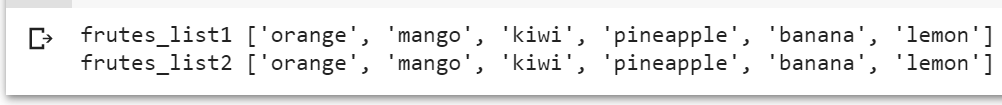 frutes_list1 ['orange', 'mango', 'kiwi', 'pineapple', 'banana', 'lemon']
frutes_list2 ['orange', 'mango', 'kiwi', 'pineapple', 'banana', 'lemon']